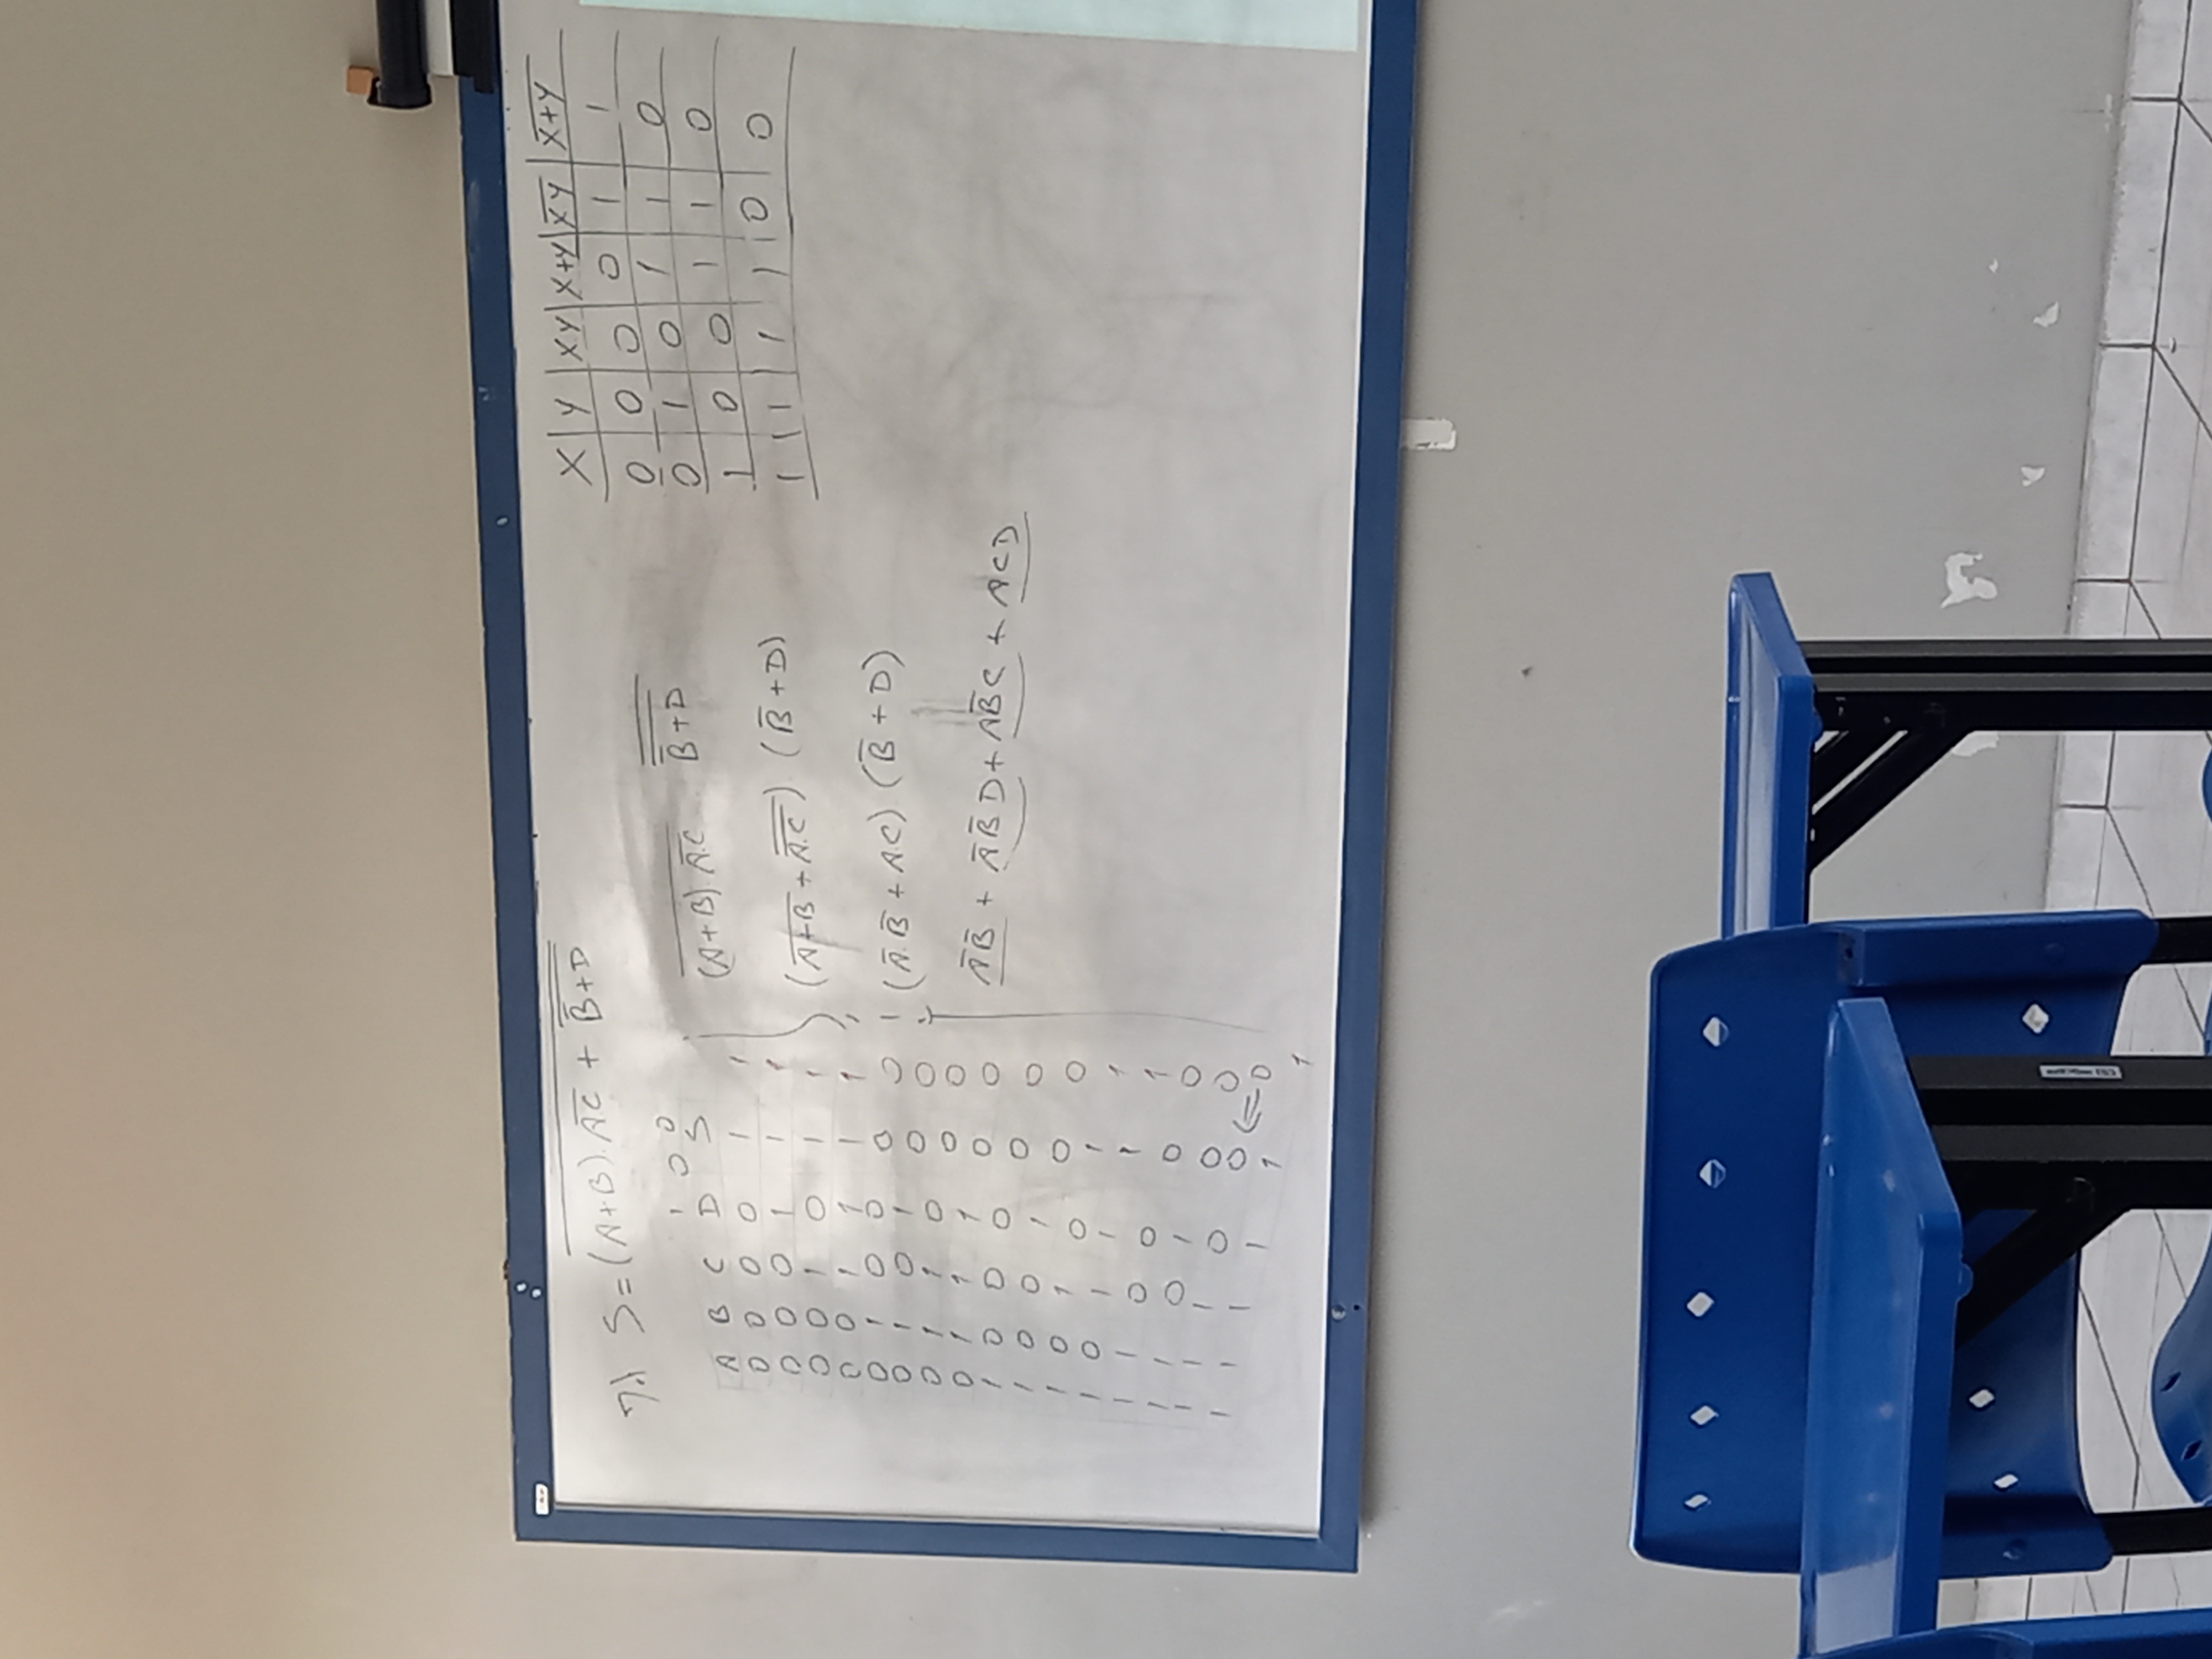 7.) S = \overline{(A+B).\overline{AC} + \overline{\overline{B}+D}}
1 0 0
A B C D S
0 0 0 0 1 1
0 0 0 1 1 1
0 0 1 0 1 1
0 0 1 1 1 1
0 1 0 0 0 0
0 1 0 1 0 0
0 1 1 0 0 0
0 1 1 1 0 0
1 0 0 0 0 0
1 0 0 1 0 0
1 0 1 0 1 1
1 0 1 1 1 1
1 1 0 0 0 0
1 1 0 1 0 0
1 1 1 0 0 ⇐ 0
1 1 1 1 1 1
\overline{(A+B).\overline{A.C}} \overline{\overline{\overline{B}+D}}
(\overline{A+B} + \overline{\overline{A.C}}).(\overline{B}+D)
(\overline{A}.\overline{B} + A.C).(\overline{B}+D)
\overline{A}\overline{B} + \overline{A}\overline{B}D + A\overline{B}C + ACD
X Y XY X+Y \overline{XY} \overline{X+Y}
0 0 0 0 1 1
0 1 0 1 1 0
1 0 0 1 1 0
1 1 1 1 0 0